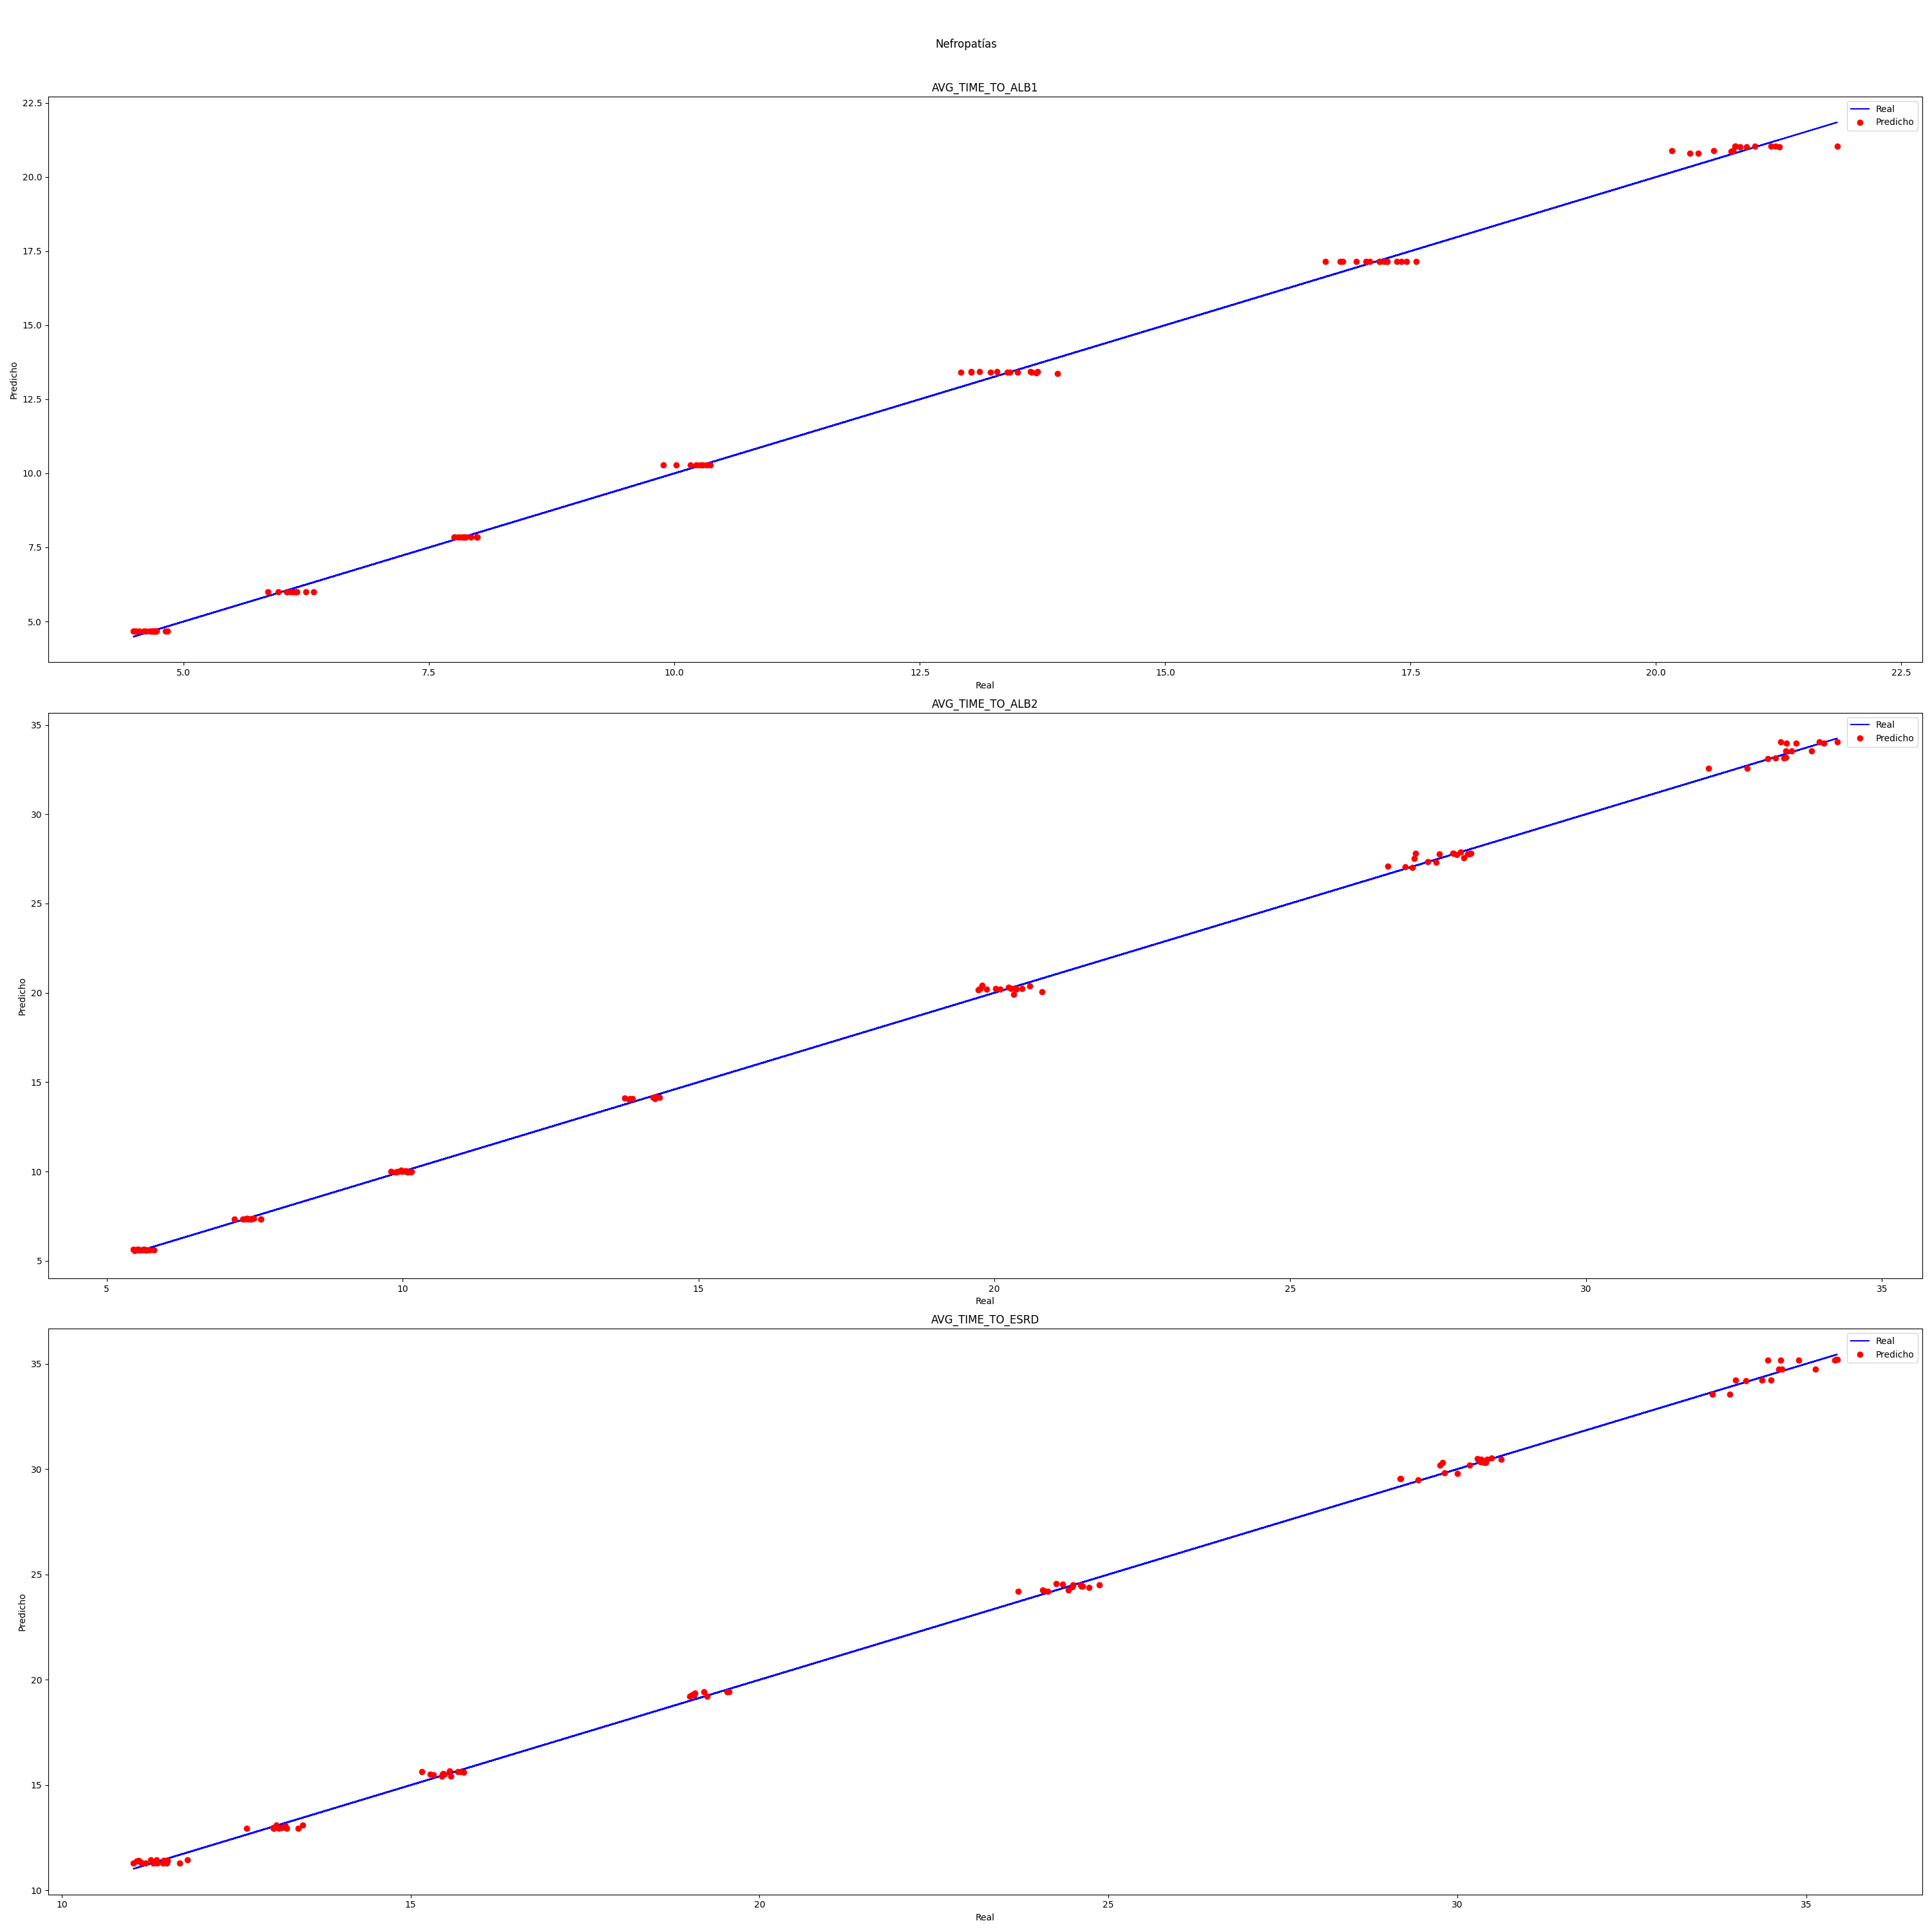 Nefropatías
AVG_TIME_TO_ALB1
22.5
20.0
17.5
15.0
12.5
10.0
7.5
5.0
Predicho
Real
Predicho
5.0 7.5 10.0 12.5 15.0 17.5 20.0 22.5
Real
AVG_TIME_TO_ALB2
35
30
25
20
15
10
5
Predicho
Real
Predicho
5 10 15 20 25 30 35
Real
AVG_TIME_TO_ESRD
35
30
25
20
15
10
Predicho
Real
Predicho
10 15 20 25 30 35
Real